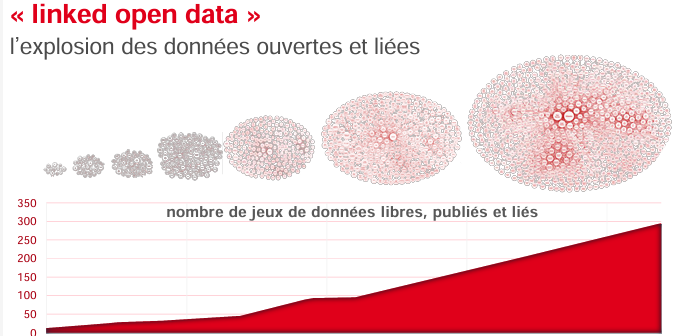 « linked open data »
l’explosion des données ouvertes et liées
nombre de jeux de données libres, publiés et liés
350
300
250
200
150
100
50
0